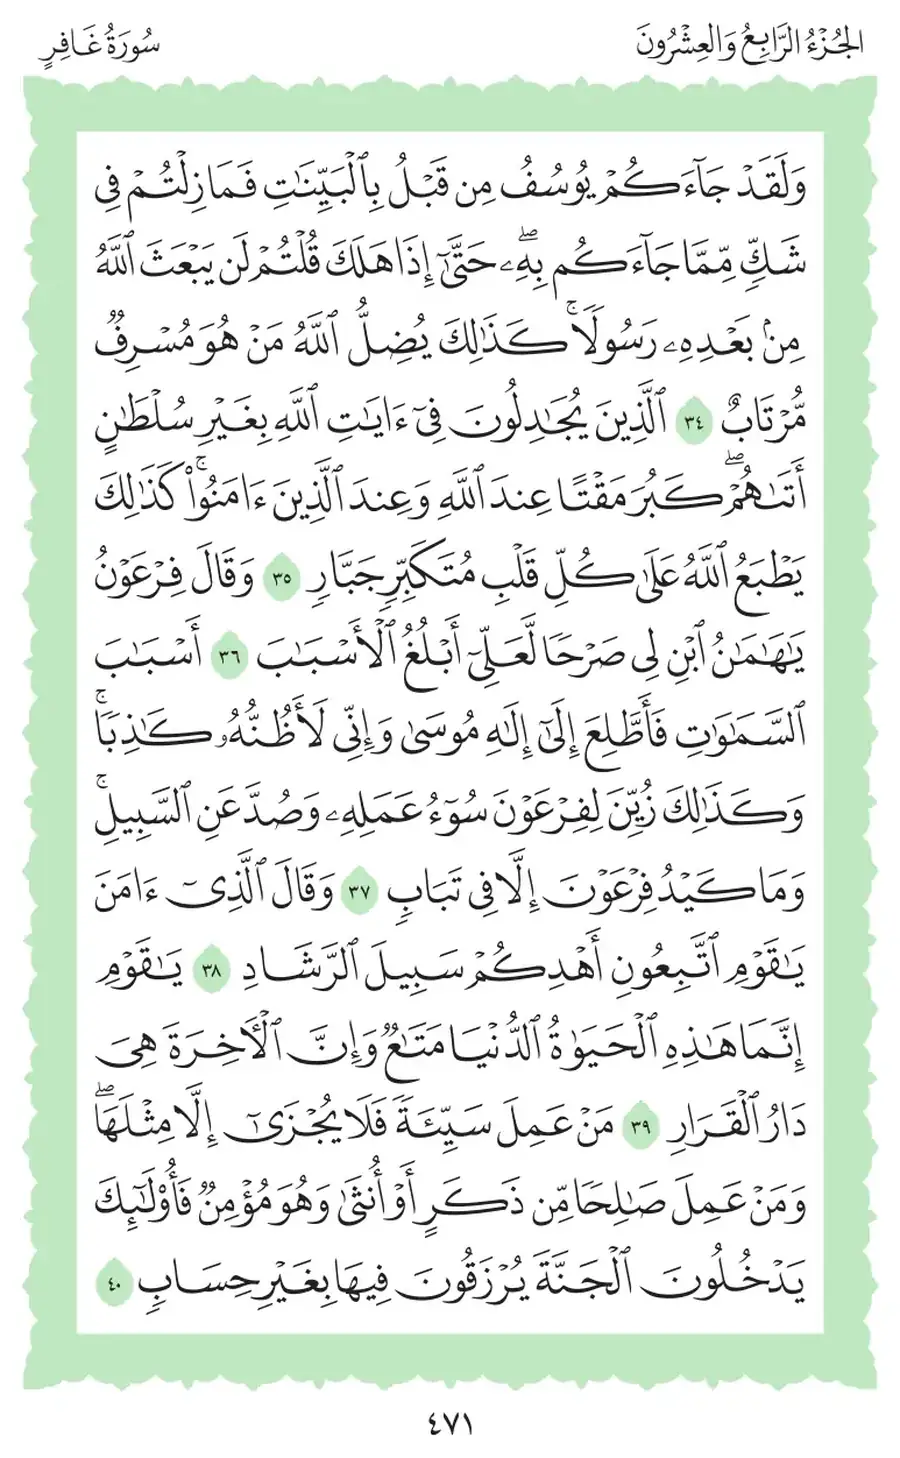 الجُزْءُ الرَّابِعُ وَالعِشْرُونَ
سُورَةُ غَافِرٍ
وَلَقَدْ جَآءَكُمْ يُوسُفُ مِن قَبْلُ بِٱلْبَيِّنَٰتِ فَمَا زِلْتُمْ فِى
شَكٍّ مِّمَّا جَآءَكُم بِهِۦۖ حَتَّىٰٓ إِذَا هَلَكَ قُلْتُمْ لَن يَبْعَثَ ٱللَّهُ
مِنۢ بَعْدِهِۦ رَسُولًاۚ كَذَٰلِكَ يُضِلُّ ٱللَّهُ مَنْ هُوَ مُسْرِفٌ
مُّرْتَابٌ ٣٤ ٱلَّذِينَ يُجَٰدِلُونَ فِىٓ ءَايَٰتِ ٱللَّهِ بِغَيْرِ سُلْطَٰنٍ
أَتَىٰهُمْۖ كَبُرَ مَقْتًا عِندَ ٱللَّهِ وَعِندَ ٱلَّذِينَ ءَامَنُوا۟ۚ كَذَٰلِكَ
يَطْبَعُ ٱللَّهُ عَلَىٰ كُلِّ قَلْبِ مُتَكَبِّرٍ جَبَّارٍ ٣٥ وَقَالَ فِرْعَوْنُ
يَٰهَٰمَٰنُ ٱبْنِ لِى صَرْحًا لَّعَلِّىٓ أَبْلُغُ ٱلْأَسْبَٰبَ ٣٦ أَسْبَٰبَ
ٱلسَّمَٰوَٰتِ فَأَطَّلِعَ إِلَىٰٓ إِلَٰهِ مُوسَىٰ وَإِنِّى لَأَظُنُّهُۥ كَٰذِبًاۚ
وَكَذَٰلِكَ زُيِّنَ لِفِرْعَوْنَ سُوٓءُ عَمَلِهِۦ وَصُدَّ عَنِ ٱلسَّبِيلِۚ
وَمَا كَيْدُ فِرْعَوْنَ إِلَّا فِى تَبَابٍ ٣٧ وَقَالَ ٱلَّذِىٓ ءَامَنَ
يَٰقَوْمِ ٱتَّبِعُونِ أَهْدِكُمْ سَبِيلَ ٱلرَّشَادِ ٣٨ يَٰقَوْمِ
إِنَّمَا هَٰذِهِ ٱلْحَيَوٰةُ ٱلدُّنْيَا مَتَٰعٌ وَإِنَّ ٱلْءَاخِرَةَ هِىَ
دَارُ ٱلْقَرَارِ ٣٩ مَنْ عَمِلَ سَيِّئَةً فَلَا يُجْزَىٰٓ إِلَّا مِثْلَهَاۖ
وَمَنْ عَمِلَ صَٰلِحًا مِّن ذَكَرٍ أَوْ أُنثَىٰ وَهُوَ مُؤْمِنٌ فَأُو۟لَٰٓئِكَ
يَدْخُلُونَ ٱلْجَنَّةَ يُرْزَقُونَ فِيهَا بِغَيْرِ حِسَابٍ ٤٠
٤٧١